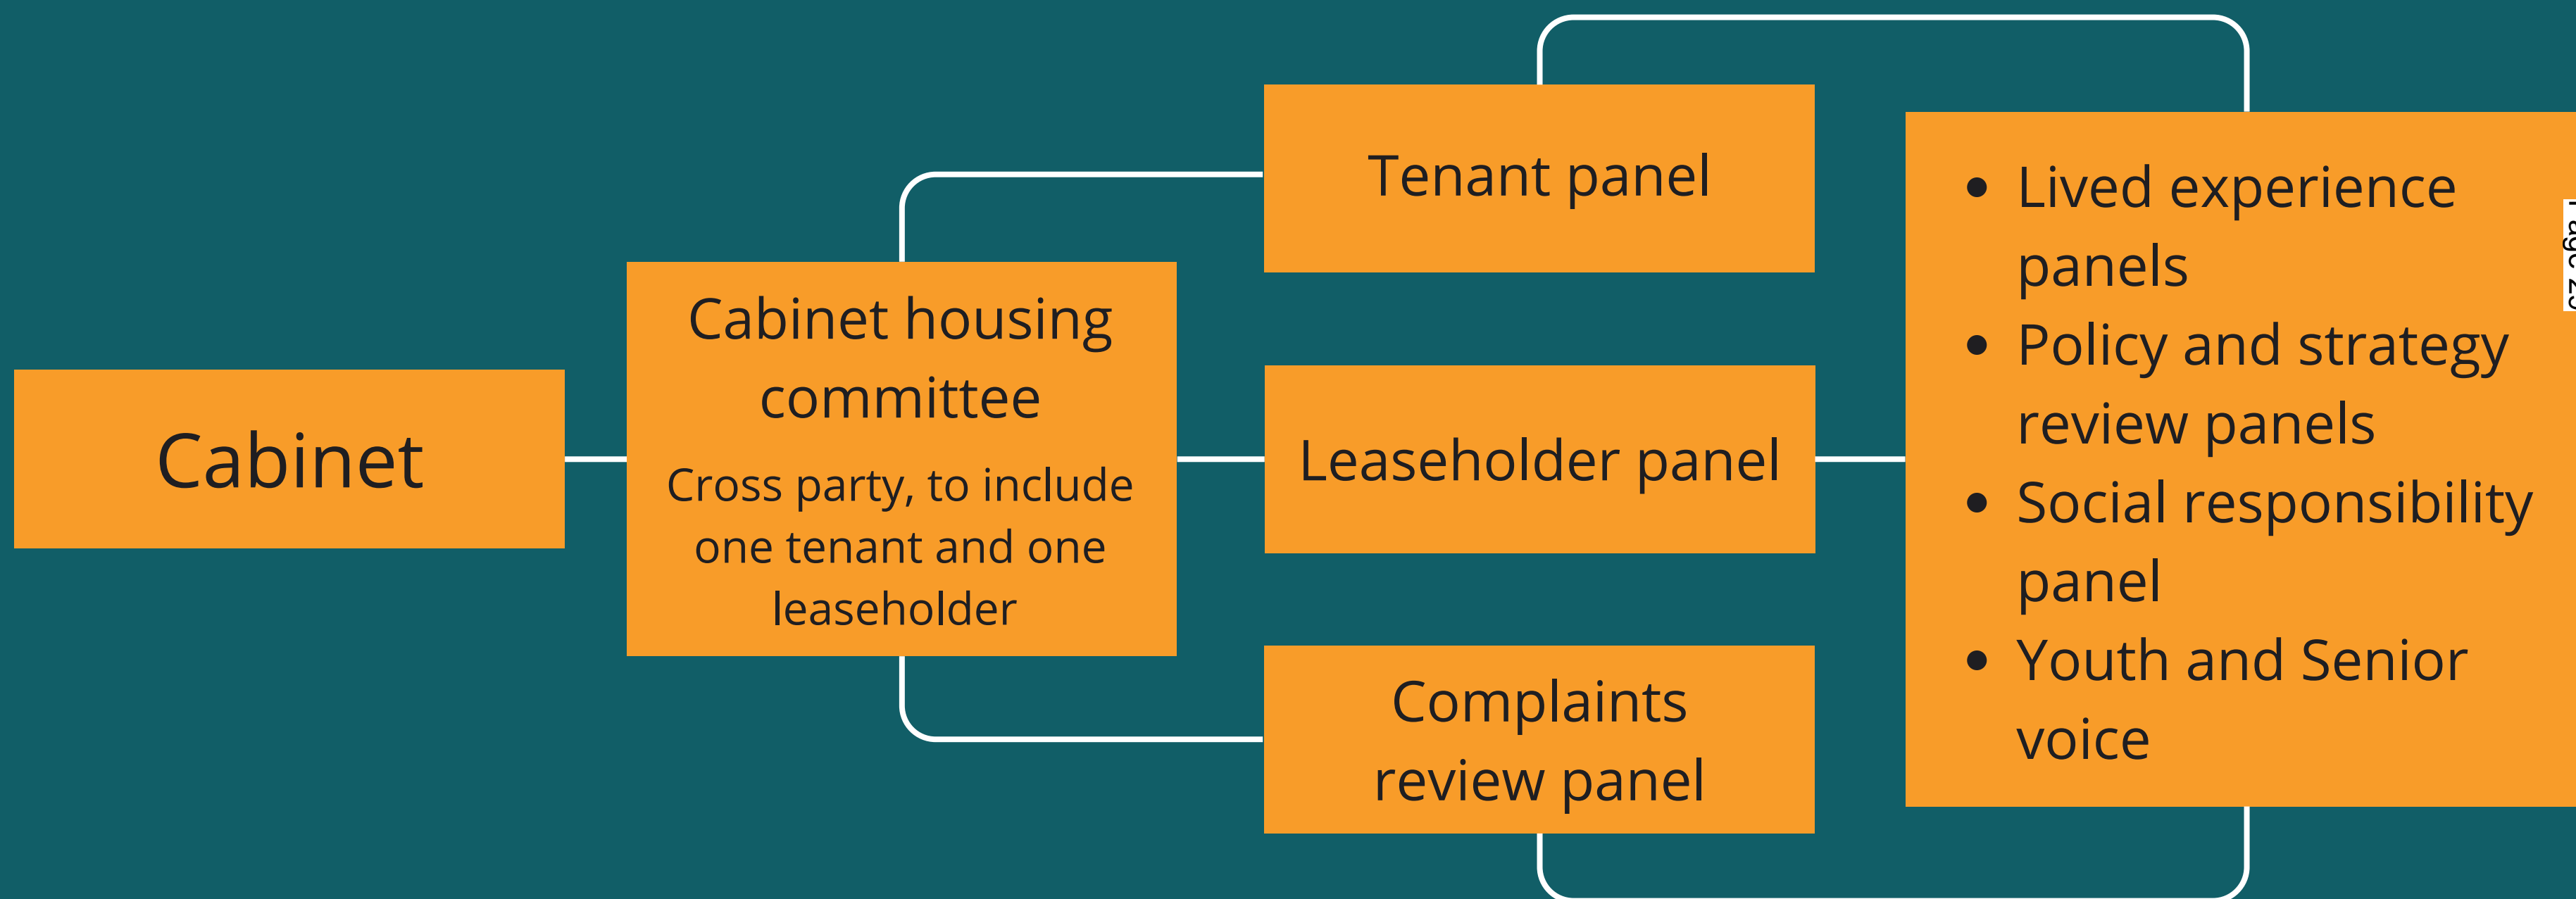 Cabinet
Cabinet housing
committee
Cross party, to include
one tenant and one
leaseholder
Tenant panel
Leaseholder panel
Complaints
review panel
• Lived experience
panels
• Policy and strategy
review panels
• Social responsibility
panel
• Youth and Senior
voice